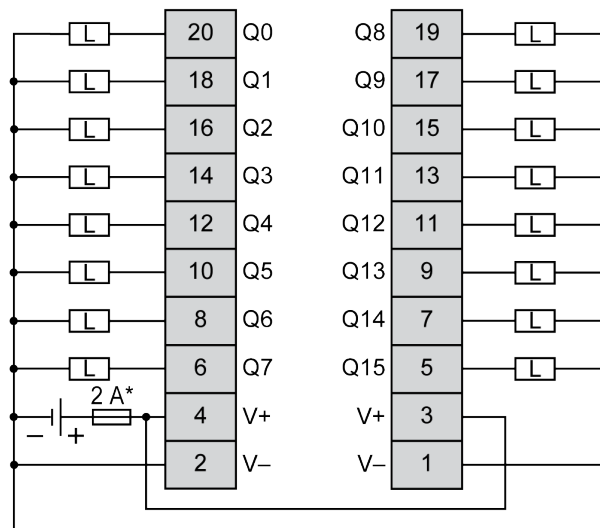 L 20 Q0 Q8 19 L
L 18 Q1 Q9 17 L
L 16 Q2 Q10 15 L
L 14 Q3 Q11 13 L
L 12 Q4 Q12 11 L
L 10 Q5 Q13 9 L
L 8 Q6 Q14 7 L
L 6 Q7 Q15 5 L
2 A*
− + 4 V+ V+ 3
2 V− V− 1